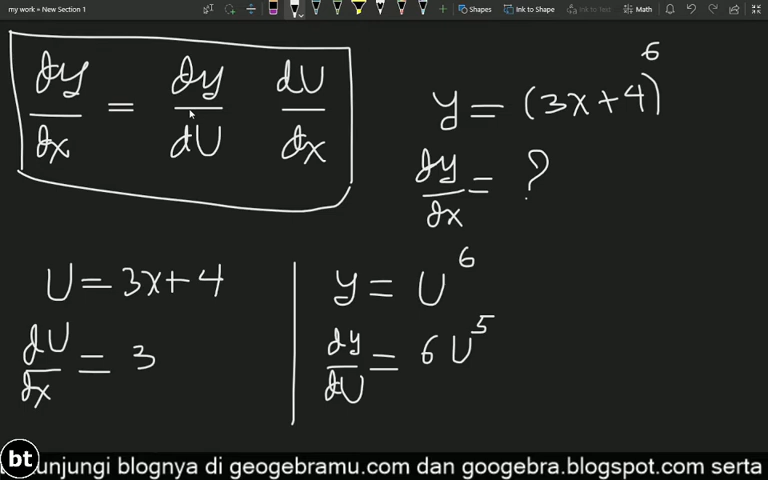 my work » New Section 1
Shapes Ink to Shape Ink to Text Math
dy/dx = dy/dU dU/dx
y = (3x+4)^6
dy/dx = ?
U = 3x+4
dU/dx = 3
y = U^6
dy/dU = 6U^5
bt
unjungi blognya di geogebramu.com dan googebra.blogspot.com serta